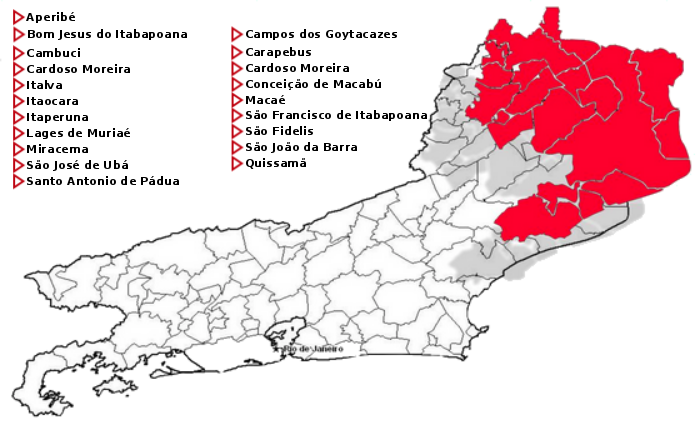 Aperibé
Bom Jesus do Itabapoana
Cambuci
Cardoso Moreira
Italva
Itaocara
Itaperuna
Lages de Muriaé
Miracema
São José de Ubá
Santo Antonio de Pádua
Campos dos Goytacazes
Carapebus
Cardoso Moreira
Conceição de Macabú
Macaé
São Francisco de Itabapoana
São Fidelis
São João da Barra
Quissamã
Rio de Janeiro